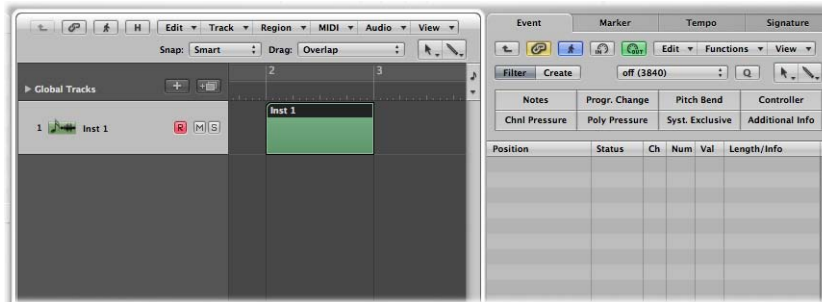 H Edit Track Region MIDI Audio View
Snap: Smart Drag: Overlap
2 3
Global Tracks
Inst 1
1 Inst 1 R M S
Event Marker Tempo Signature
IN OUT Edit Functions View
Filter Create off (3840) Q
Notes Progr. Change Pitch Bend Controller
Chnl Pressure Poly Pressure Syst. Exclusive Additional Info
Position Status Ch Num Val Length/Info